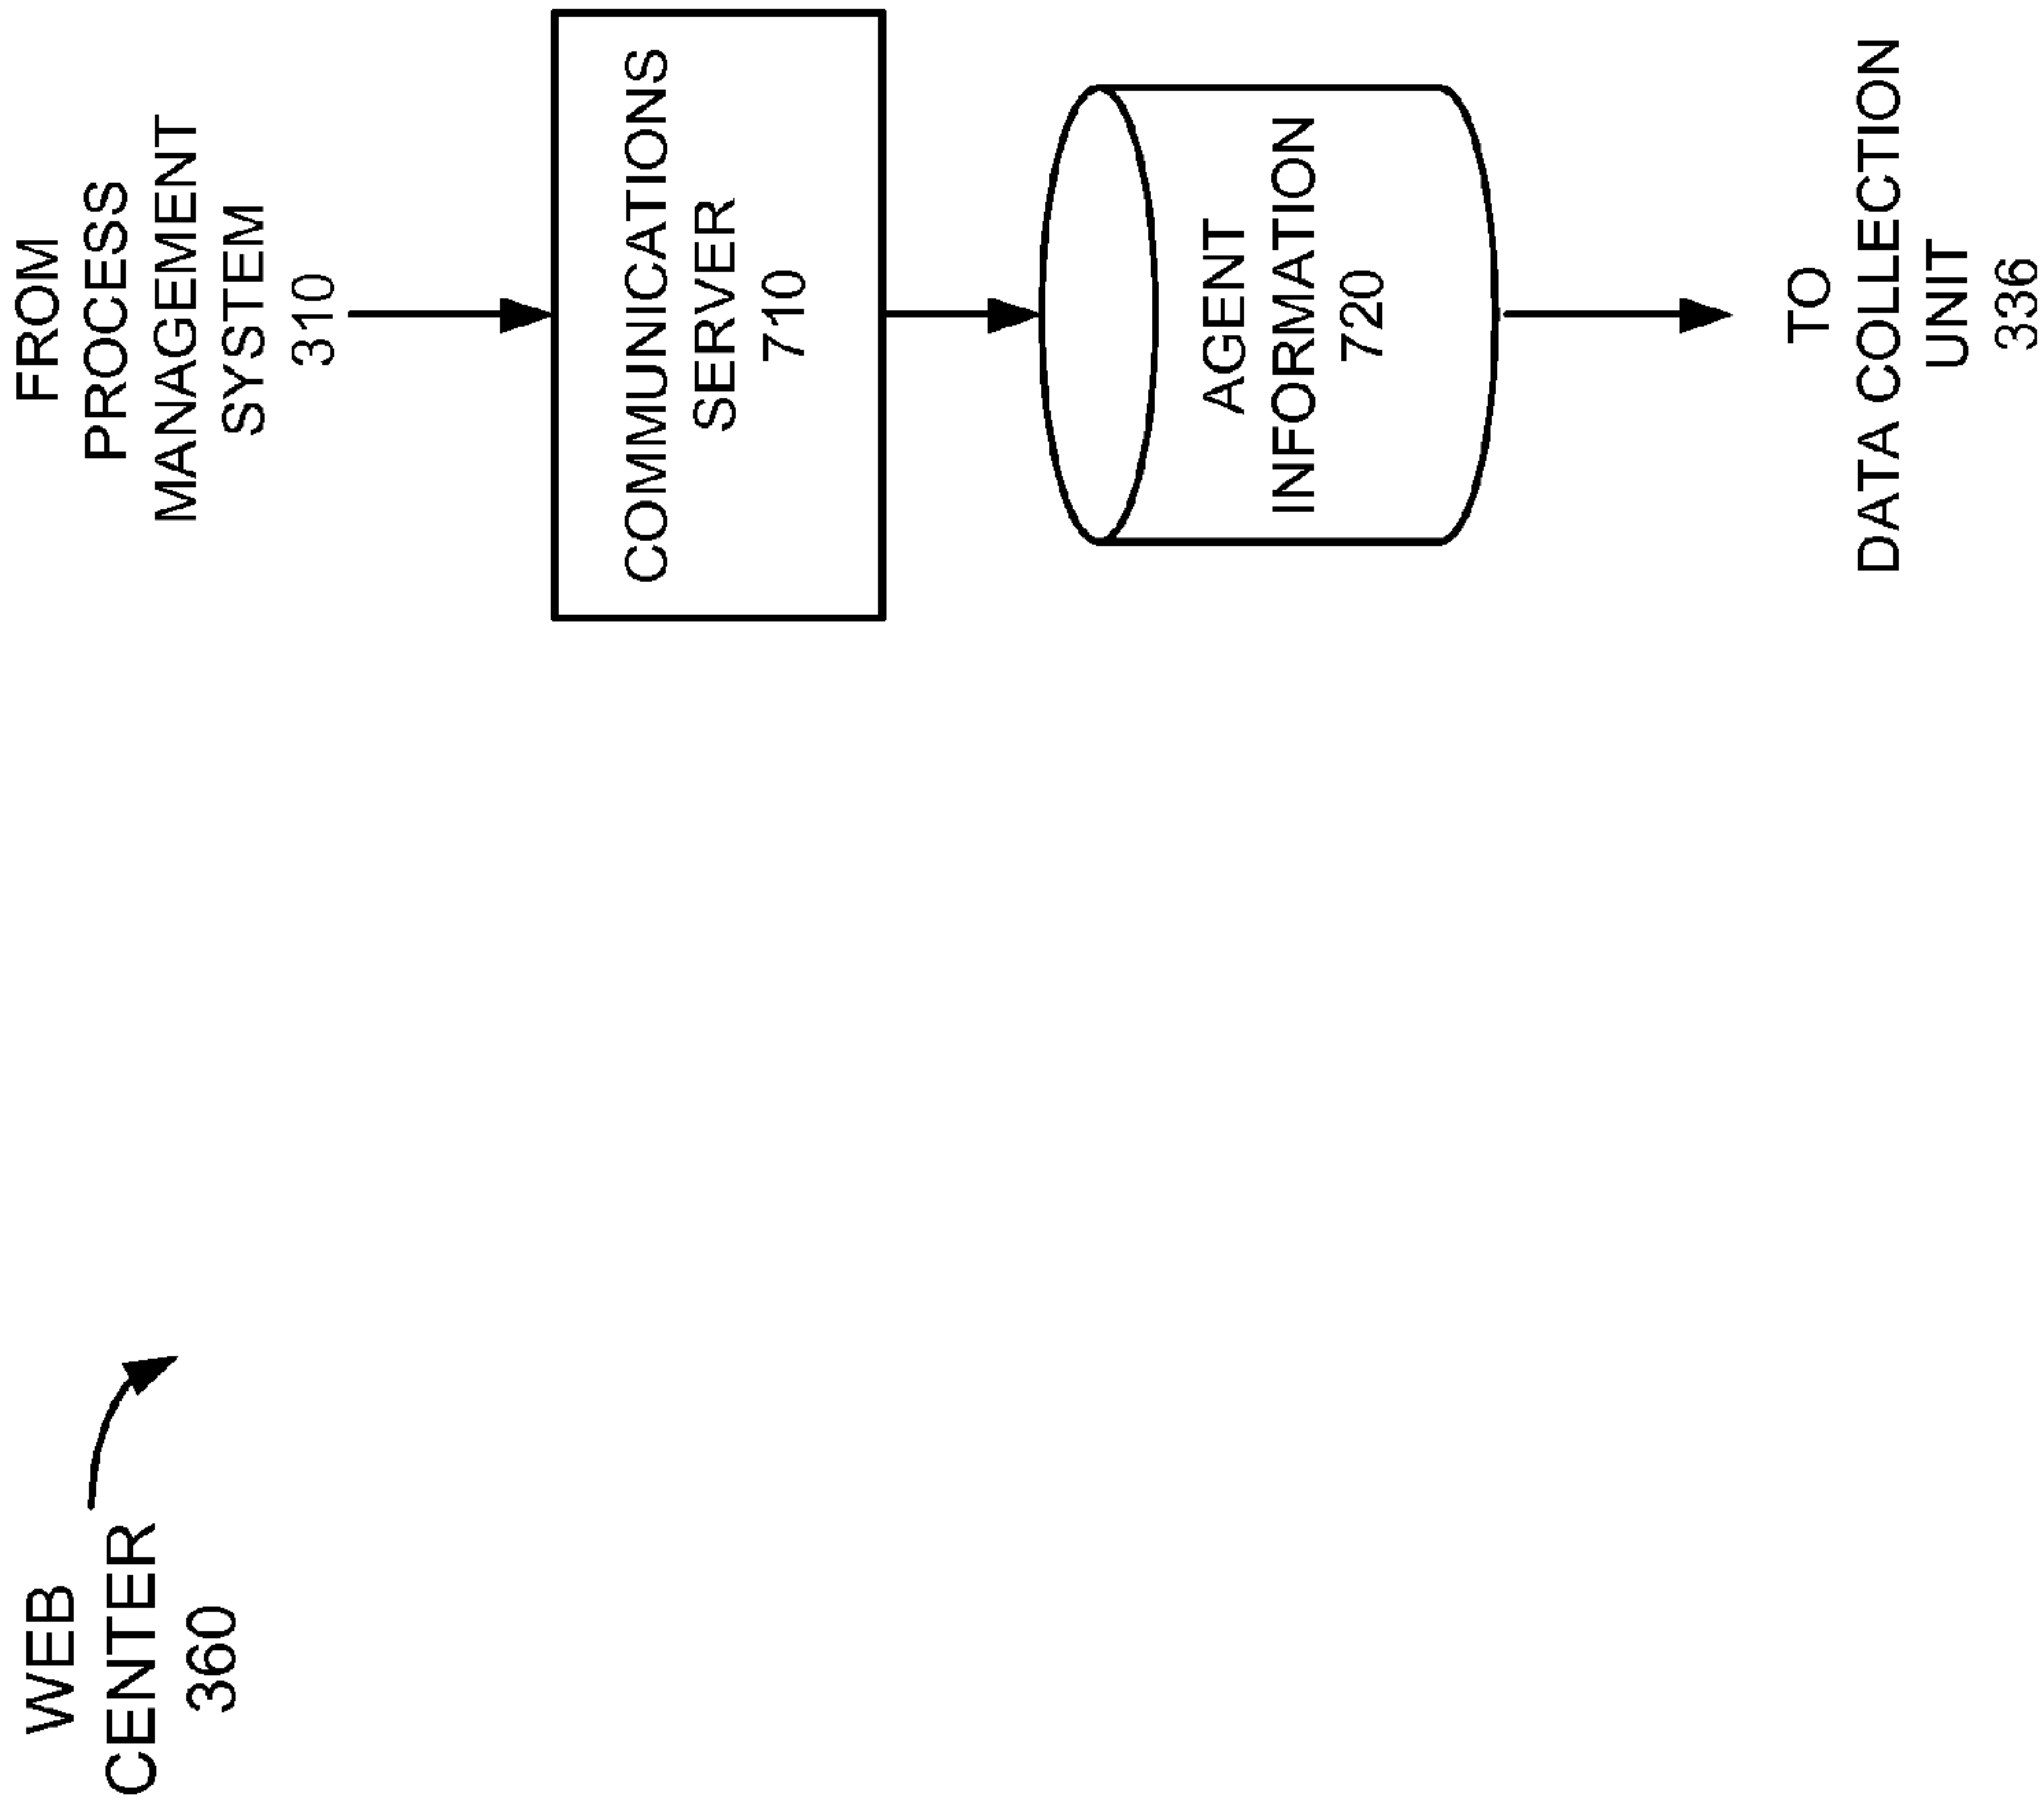 WEB
CENTER
360
FROM
PROCESS
MANAGEMENT
SYSTEM
310
COMMUNICATIONS
SERVER
710
AGENT
INFORMATION
720
TO
DATA COLLECTION
UNIT
336